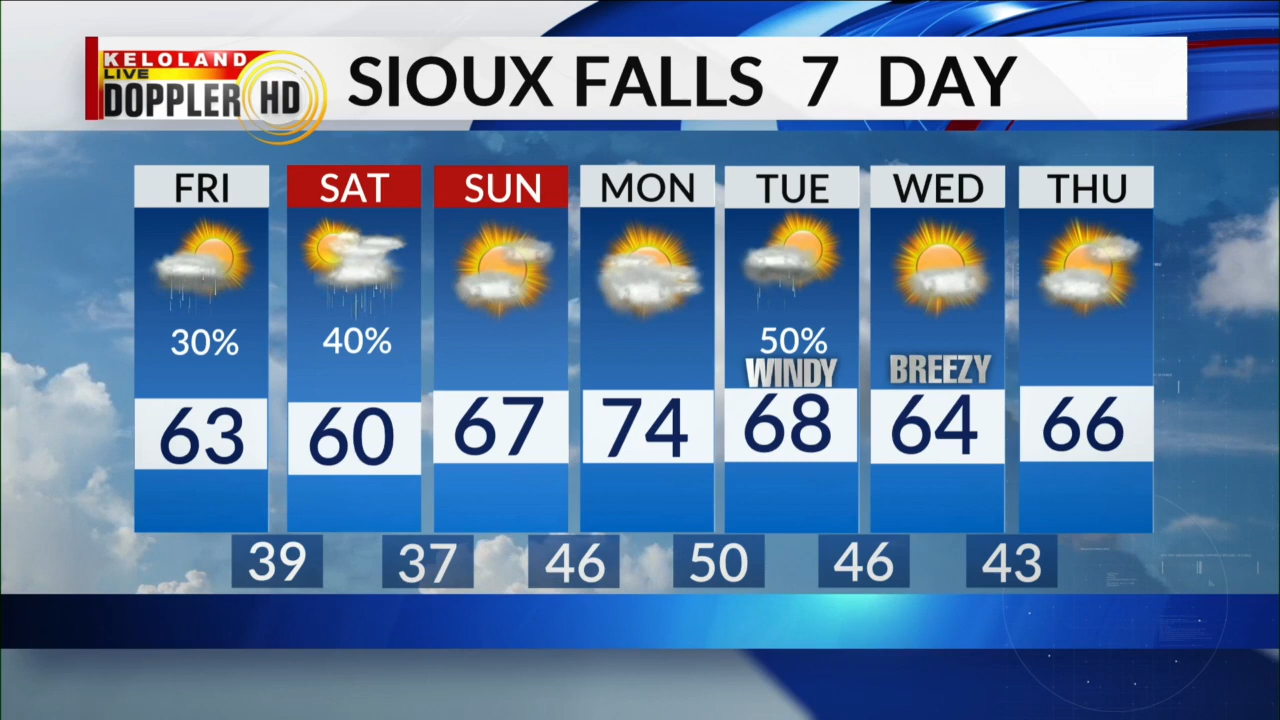 KELOLAND
LIVE
DOPPLER HD
SIOUX FALLS 7 DAY
FRI SAT SUN MON TUE WED THU
30% 40% 50%
WINDY BREEZY
63 60 67 74 68 64 66
39 37 46 50 46 43